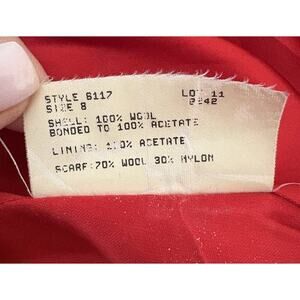 STYLE 6117 LOT 11
SIZE 8 0242
SHELL: 100% WOOL
BONDED TO 100% ACETATE
LINING: 100% ACETATE
SCARF:70% WOOL 30% NYLON